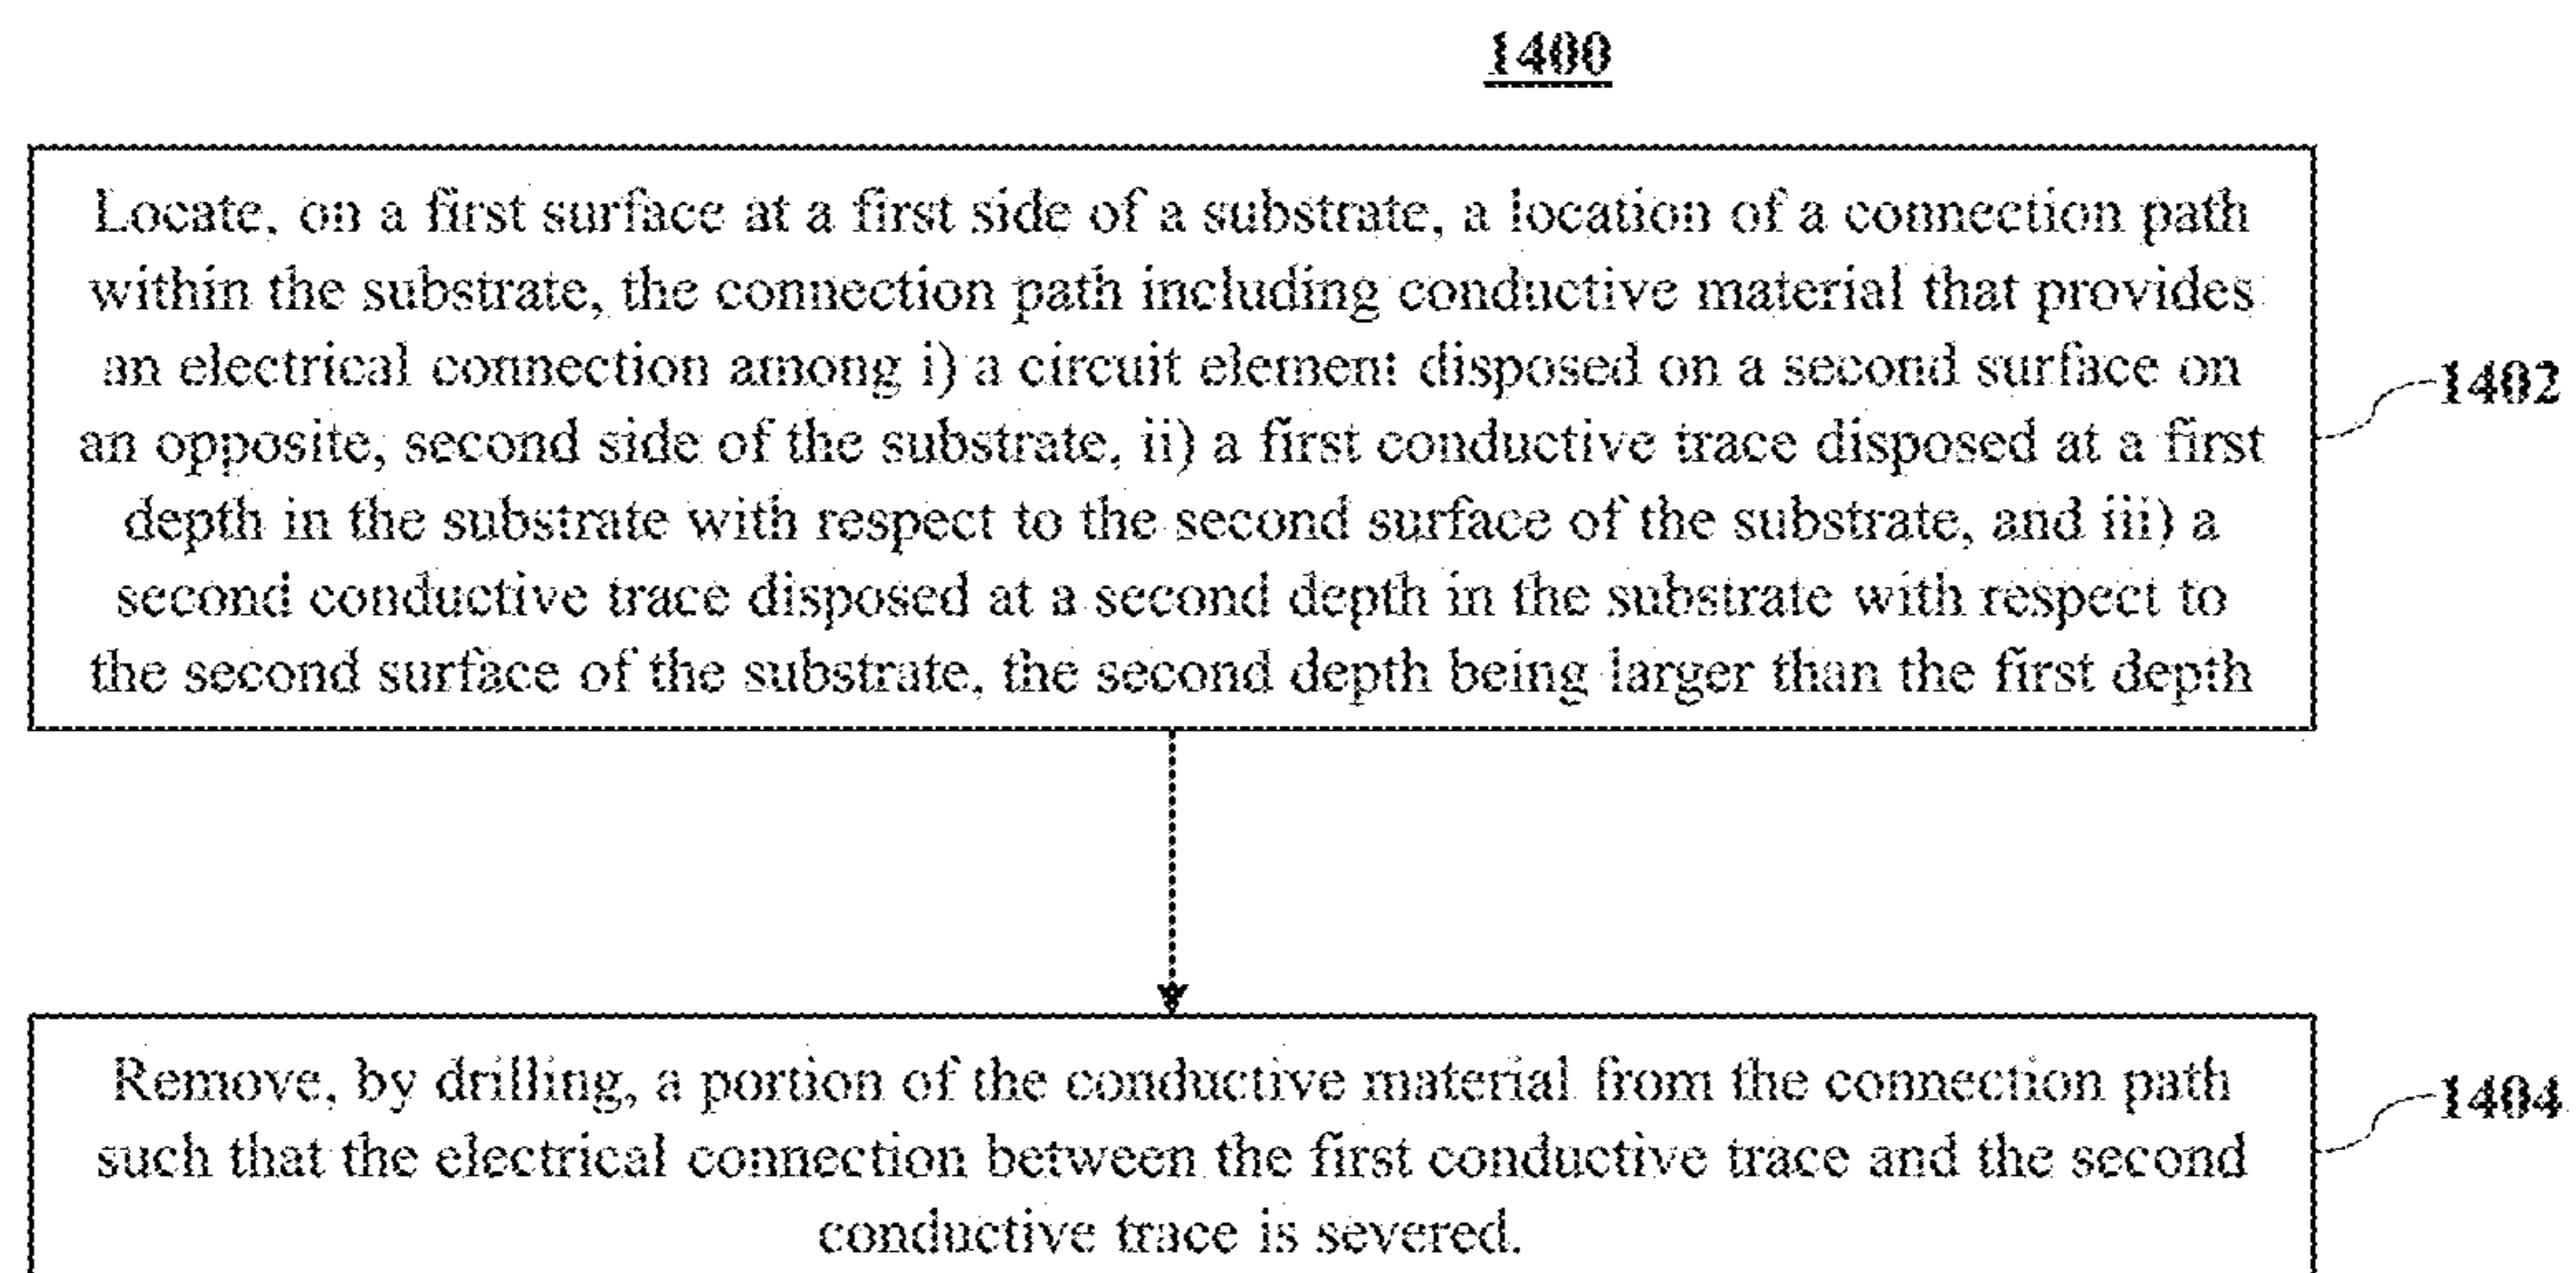 1400
Locate, on a first surface at a first side of a substrate, a location of a connection path
within the substrate, the connection path including conductive material that provides
an electrical connection among i) a circuit element disposed on a second surface on
an opposite, second side of the substrate, ii) a first conductive trace disposed at a first
depth in the substrate with respect to the second surface of the substrate, and iii) a
second conductive trace disposed at a second depth in the substrate with respect to
the second surface of the substrate, the second depth being larger than the first depth
1402
Remove, by drilling, a portion of the conductive material from the connection path
such that the electrical connection between the first conductive trace and the second
conductive trace is severed.
1404